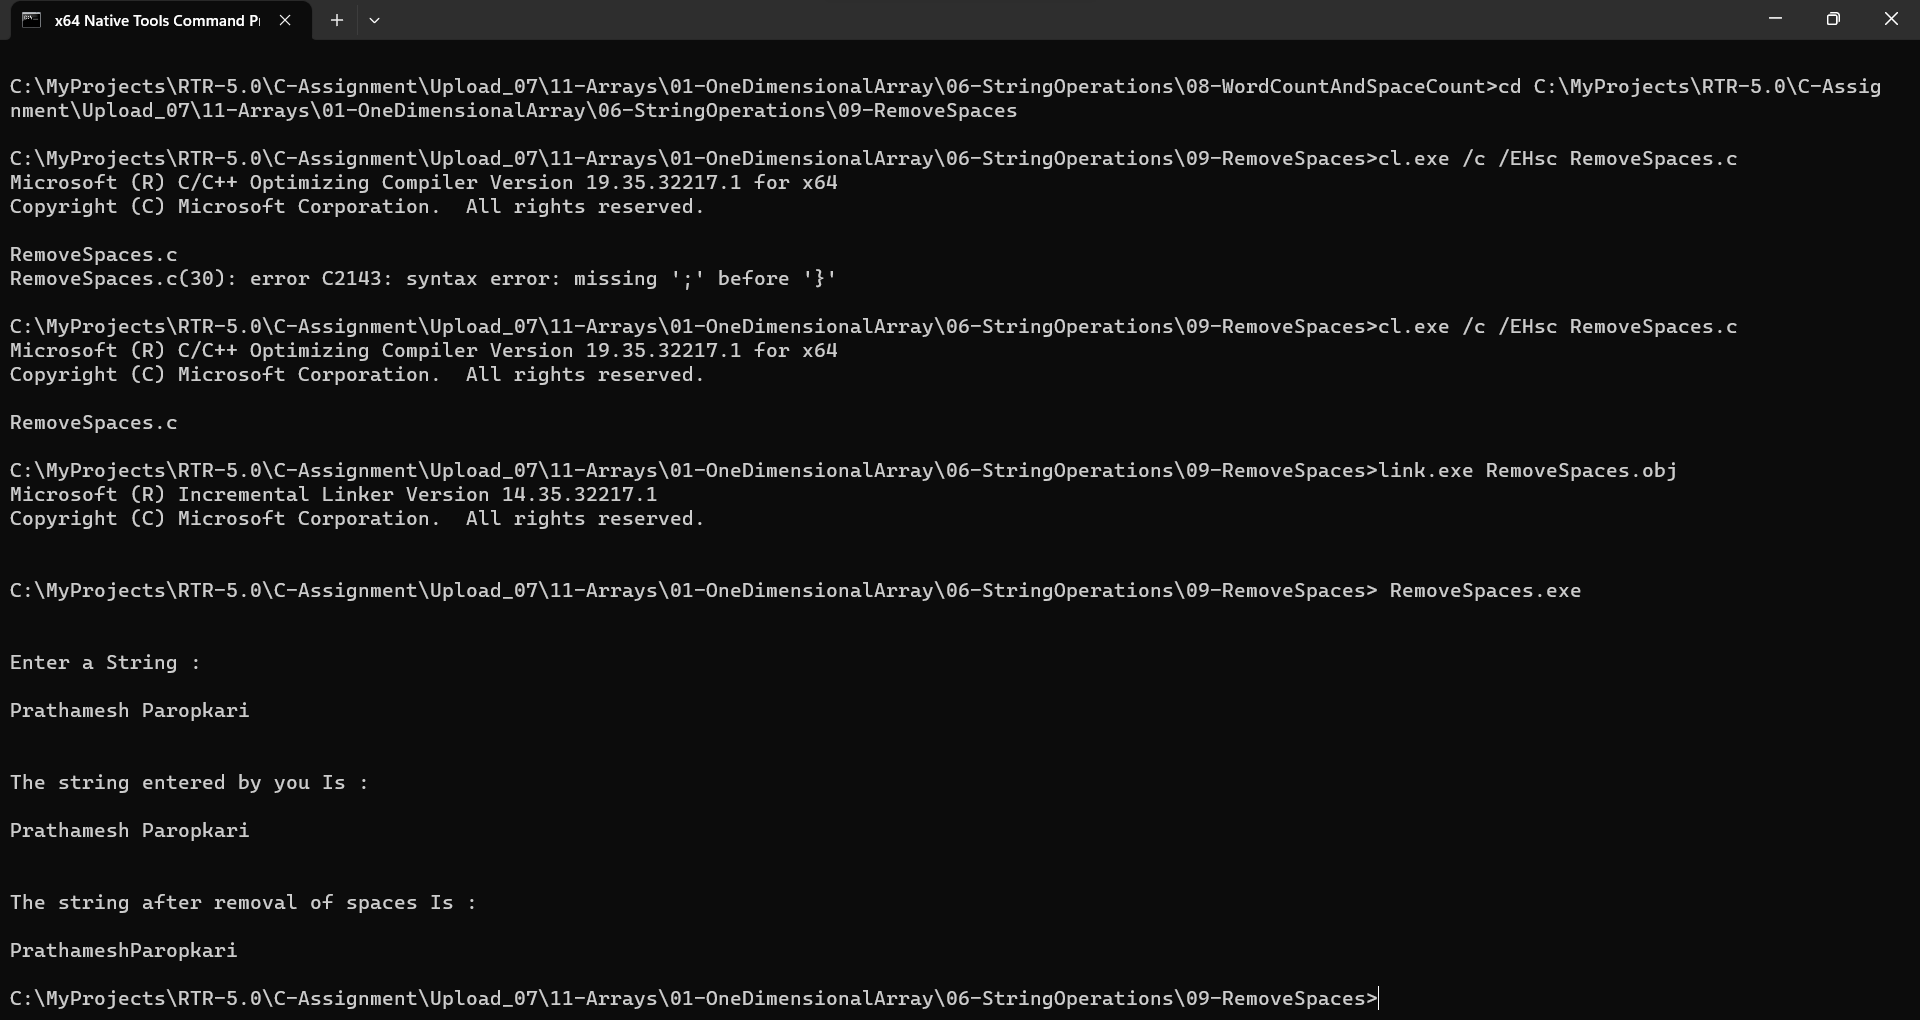 x64 Native Tools Command P
C:\MyProjects\RTR-5.0\C-Assignment\Upload_07\11-Arrays\01-OneDimensionalArray\06-StringOperations\08-WordCountAndSpaceCount>cd C:\MyProjects\RTR-5.0\C-Assig
nment\Upload_07\11-Arrays\01-OneDimensionalArray\06-StringOperations\09-RemoveSpaces
C:\MyProjects\RTR-5.0\C-Assignment\Upload_07\11-Arrays\01-OneDimensionalArray\06-StringOperations\09-RemoveSpaces>cl.exe /c /EHsc RemoveSpaces.c
Microsoft (R) C/C++ Optimizing Compiler Version 19.35.32217.1 for x64
Copyright (C) Microsoft Corporation.  All rights reserved.
RemoveSpaces.c
RemoveSpaces.c(30): error C2143: syntax error: missing ';' before '}'
C:\MyProjects\RTR-5.0\C-Assignment\Upload_07\11-Arrays\01-OneDimensionalArray\06-StringOperations\09-RemoveSpaces>cl.exe /c /EHsc RemoveSpaces.c
Microsoft (R) C/C++ Optimizing Compiler Version 19.35.32217.1 for x64
Copyright (C) Microsoft Corporation.  All rights reserved.
RemoveSpaces.c
C:\MyProjects\RTR-5.0\C-Assignment\Upload_07\11-Arrays\01-OneDimensionalArray\06-StringOperations\09-RemoveSpaces>link.exe RemoveSpaces.obj
Microsoft (R) Incremental Linker Version 14.35.32217.1
Copyright (C) Microsoft Corporation.  All rights reserved.
C:\MyProjects\RTR-5.0\C-Assignment\Upload_07\11-Arrays\01-OneDimensionalArray\06-StringOperations\09-RemoveSpaces> RemoveSpaces.exe
Enter a String :
Prathamesh Paropkari
The string entered by you Is :
Prathamesh Paropkari
The string after removal of spaces Is :
PrathameshParopkari
C:\MyProjects\RTR-5.0\C-Assignment\Upload_07\11-Arrays\01-OneDimensionalArray\06-StringOperations\09-RemoveSpaces>